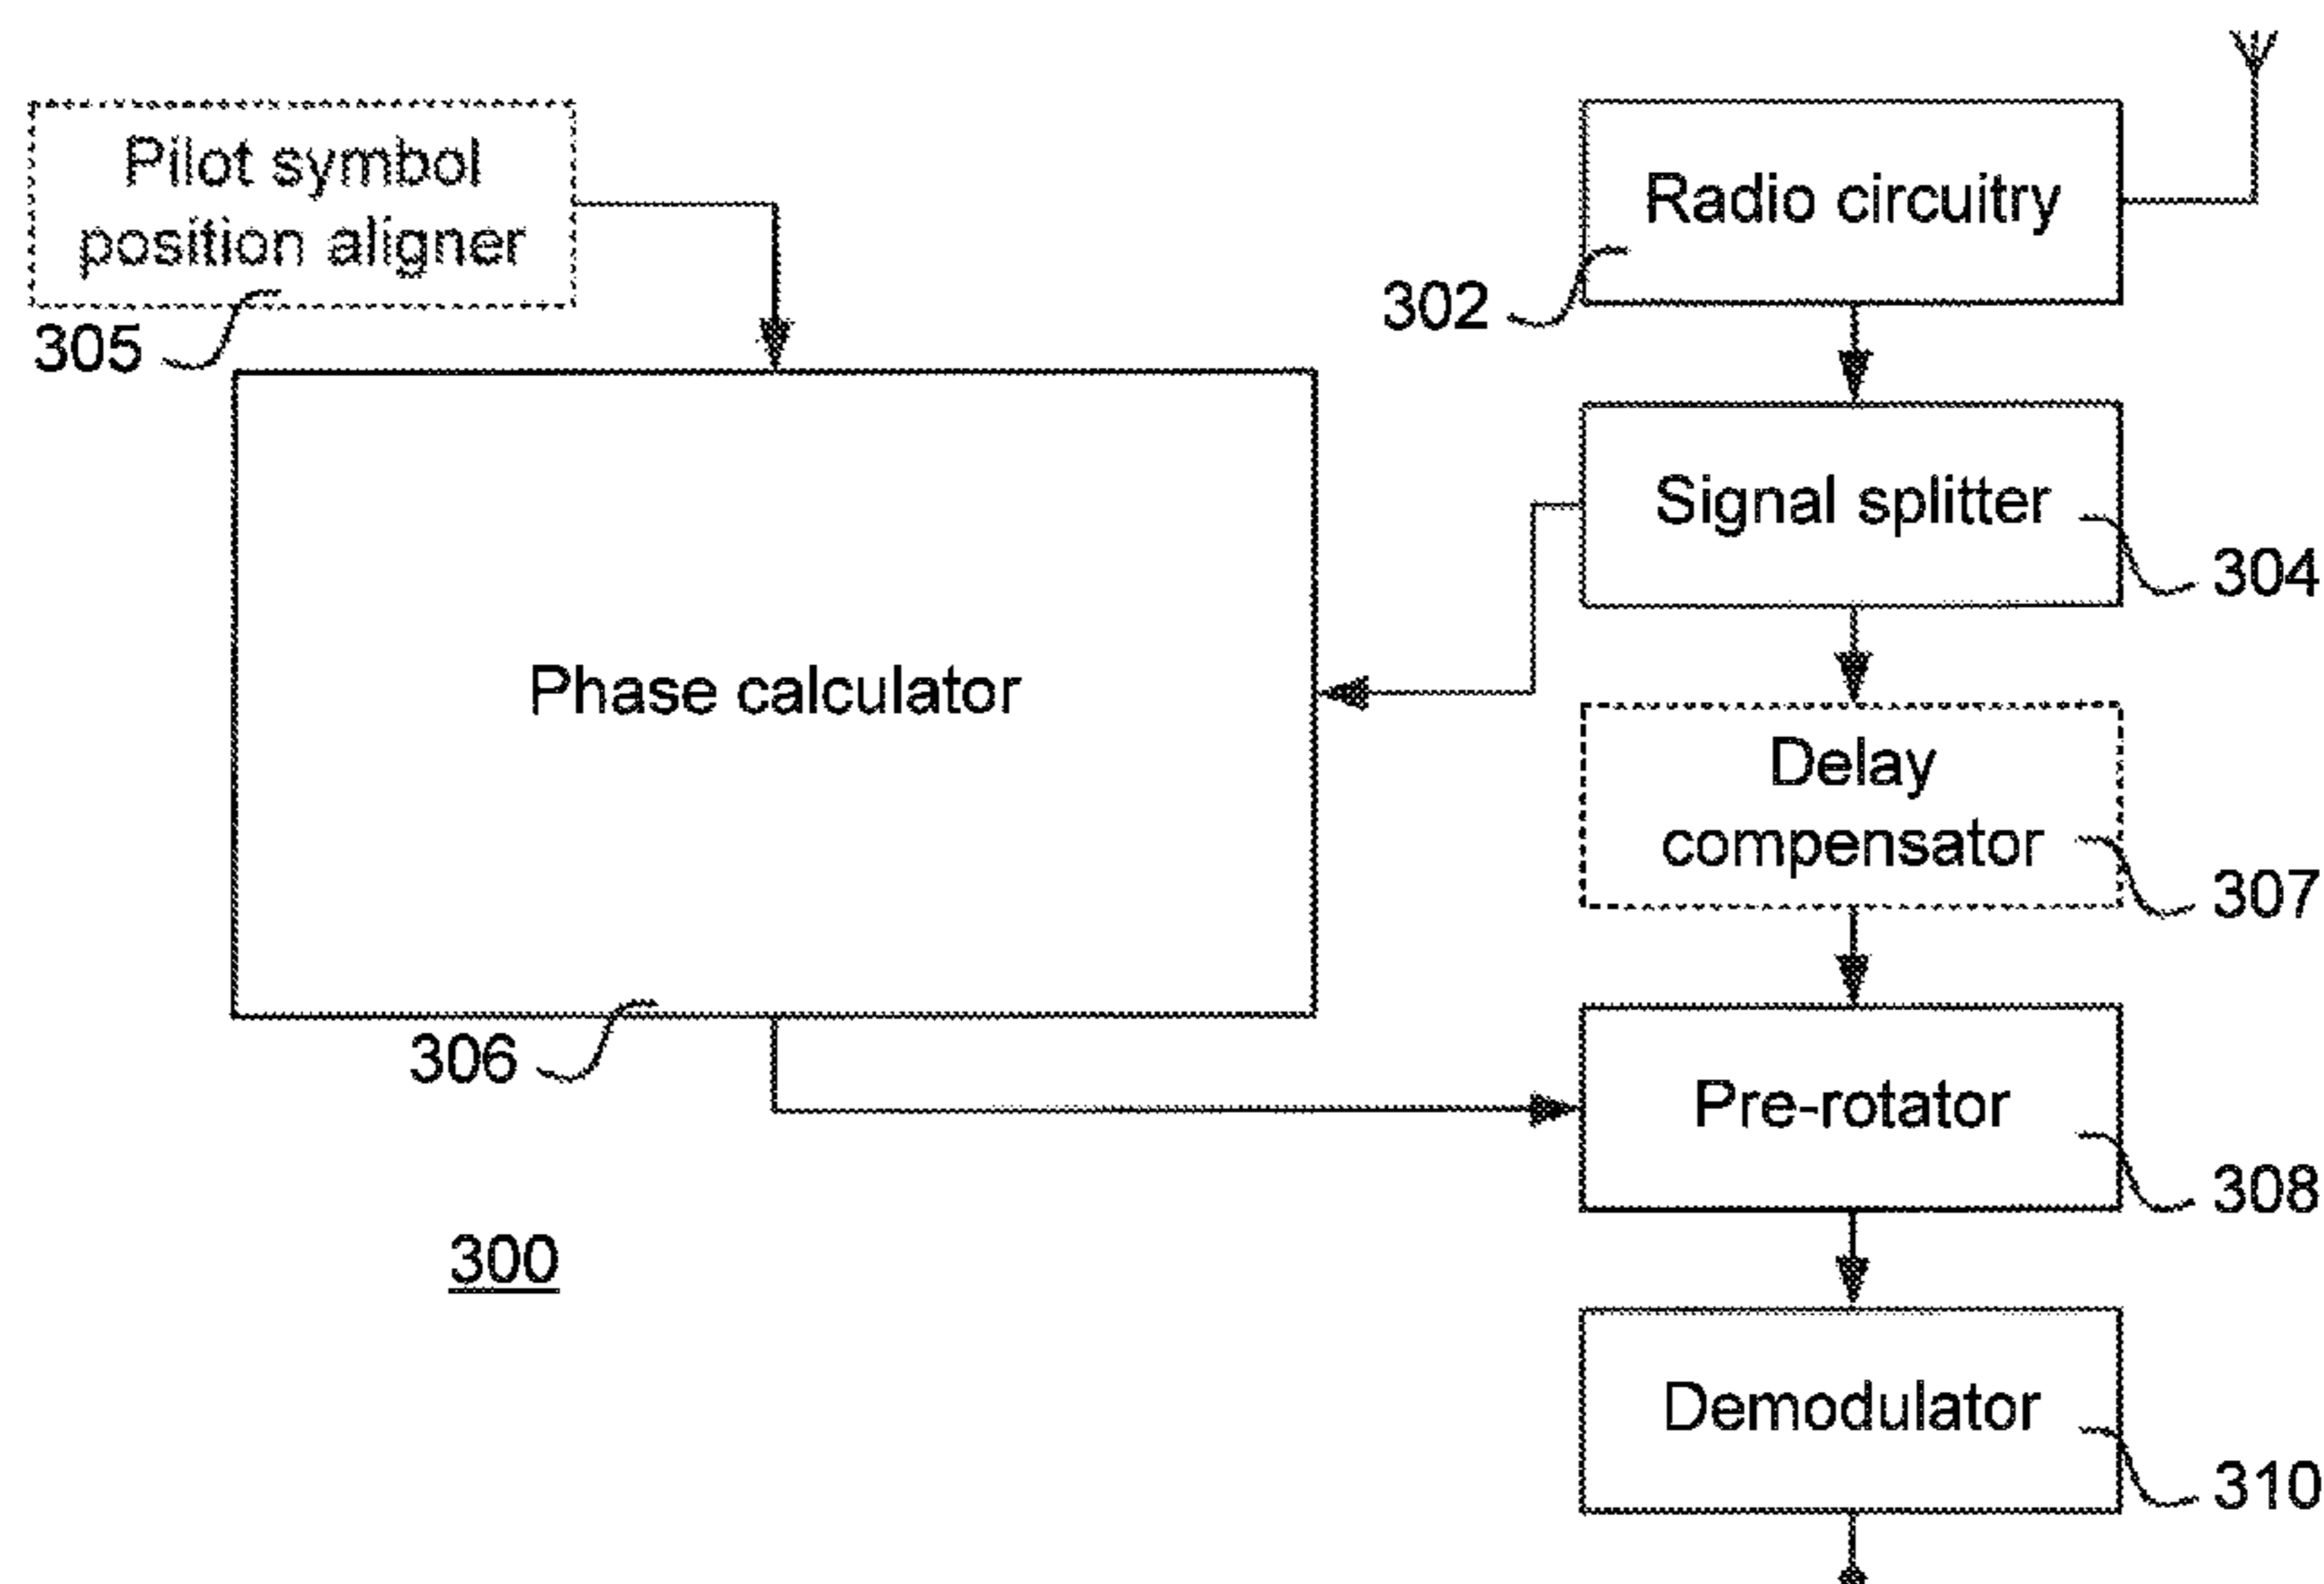 Pilot symbol
position aligner
305
Radio circuitry
302
Signal splitter
304
Phase calculator
306
Delay
compensator
307
Pre-rotator
308
300
Demodulator
310